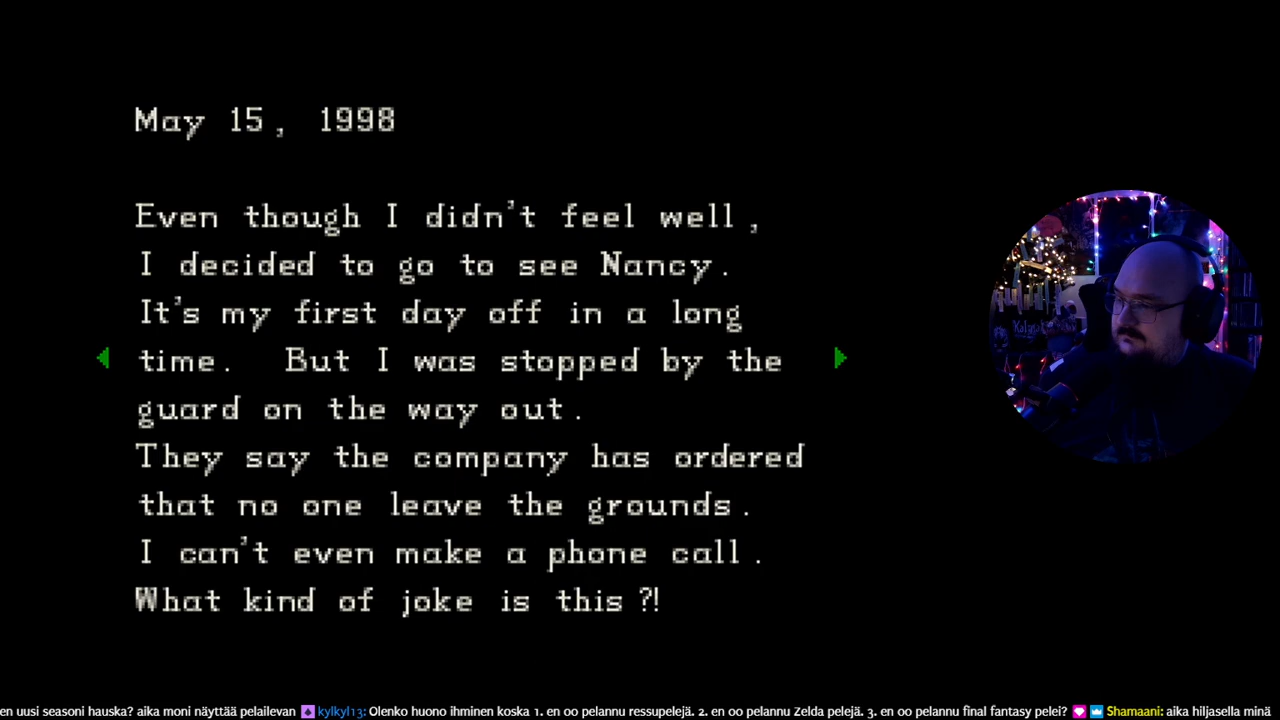 May 15, 1998
Even though I didn't feel well,
I decided to go to see Nancy.
It's my first day off in a long
time. But I was stopped by the
guard on the way out.
They say the company has ordered
that no one leave the grounds.
I can't even make a phone call.
What kind of joke is this?!
en uusi seasoni hauska? aika moni näyttää pelailevan kylkyl13: Olenko huono ihminen koska 1. en oo pelannu ressupelejä. 2. en oo pelannu Zelda pelejä. 3. en oo pelannu final fantasy pelei? Shamaani: aika hiljasella minä